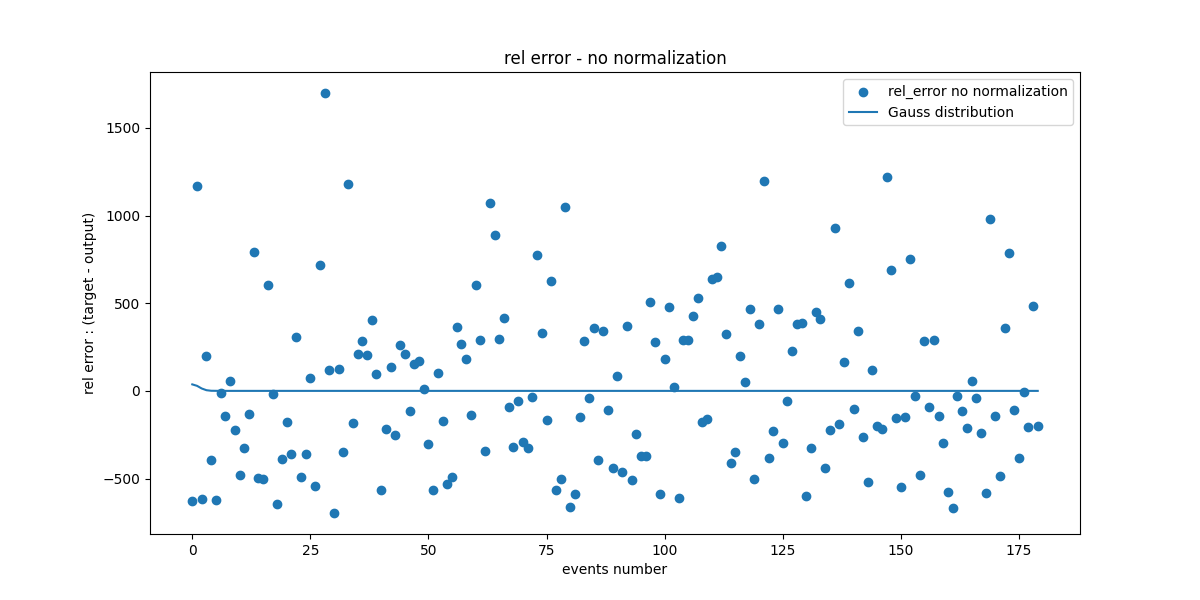 rel error - no normalization
rel_error no normalization
Gauss distribution
1500
1000
500
0
−500
rel error : (target - output)
0 25 50 75 100 125 150 175
events number